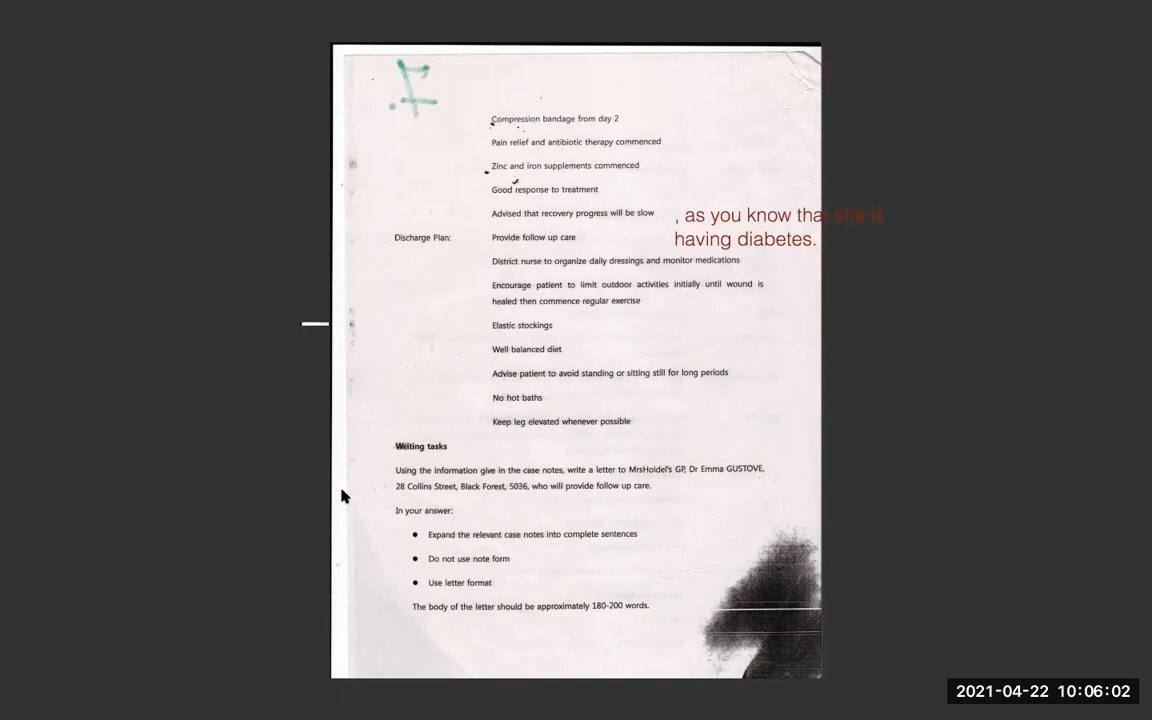 7.
Compression bandage from day 2
Pain relief and antibiotic therapy commenced
Zinc and iron supplements commenced
Good response to treatment
Advised that recovery progress will be slow
, as you know that she is
having diabetes.
Discharge Plan: Provide follow up care
District nurse to organize daily dressings and monitor medications
Encourage patient to limit outdoor activities initially until wound is
healed then commence regular exercise
Elastic stockings
Well balanced diet
Advise patient to avoid standing or sitting still for long periods
No hot baths
Keep leg elevated whenever possible
Writing tasks
Using the information give in the case notes, write a letter to MrsHoldel's GP, Dr Emma GUSTOVE,
28 Collins Street, Black Forest, 5036, who will provide follow up care.
In your answer:
● Expand the relevant case notes into complete sentences
● Do not use note form
● Use letter format
The body of the letter should be approximately 180-200 words.
2021-04-22 10:06:02